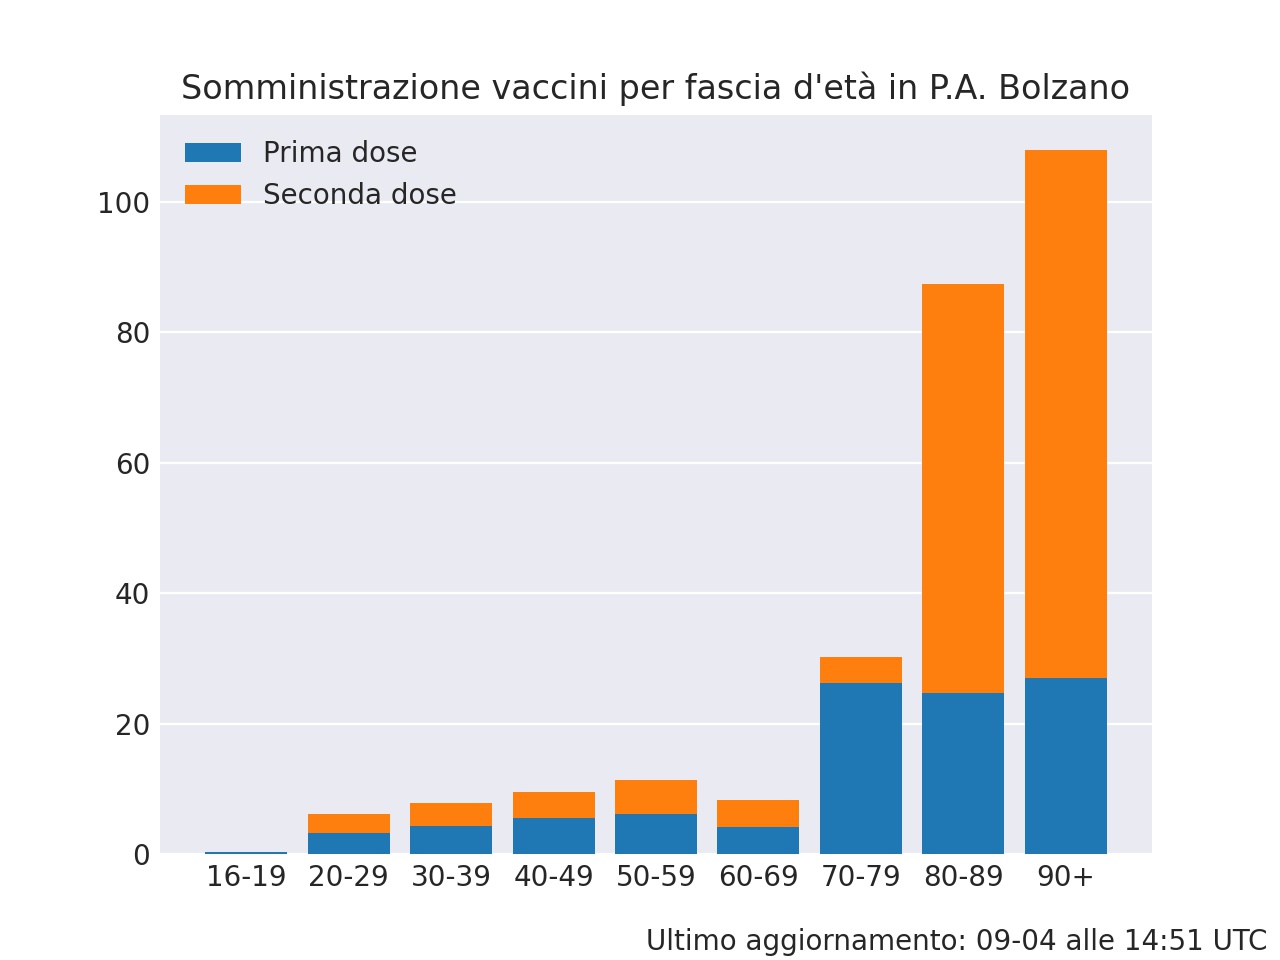 Somministrazione vaccini per fascia d'età in P.A. Bolzano
Prima dose
Seconda dose
100
80
60
40
20
0
16-19 20-29 30-39 40-49 50-59 60-69 70-79 80-89 90+
Ultimo aggiornamento: 09-04 alle 14:51 UTC